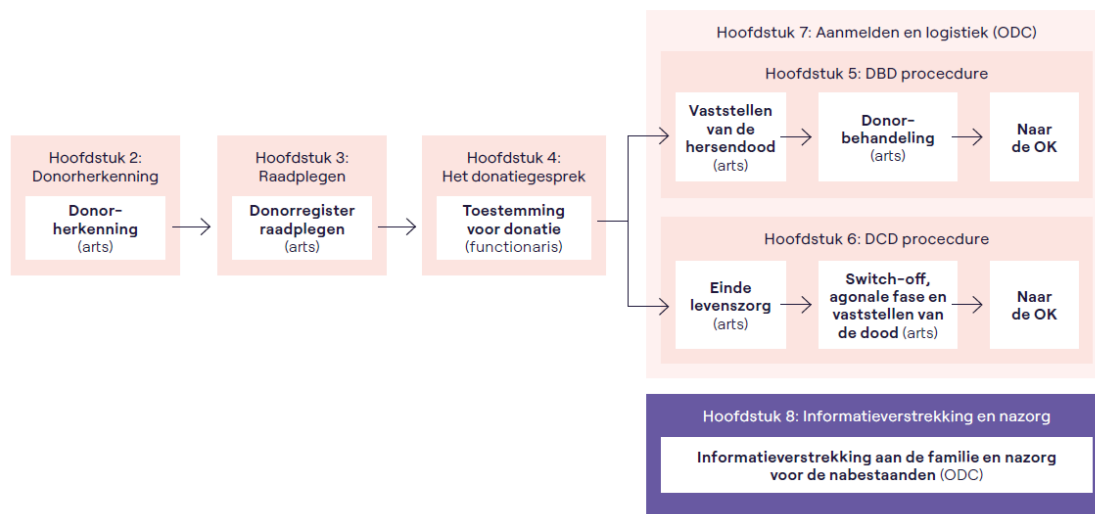 Hoofdstuk 2:
Donorherkenning
Donor-
herkenning
(arts)
Hoofdstuk 3:
Raadplegen
Donorregister
raadplegen
(arts)
Hoofdstuk 4:
Het donatiegesprek
Toestemming
voor donatie
(functionaris)
Hoofdstuk 7: Aanmelden en logistiek (ODC)
Hoofdstuk 5: DBD procecdure
Vaststellen
van de
hersendood
(arts)
Donor-
behandeling
(arts)
Naar
de OK
Hoofdstuk 6: DCD procecdure
Einde
levenszorg
(arts)
Switch-off,
agonale fase en
vaststellen van
de dood (arts)
Naar
de OK
Hoofdstuk 8: Informatieverstrekking en nazorg
Informatieverstrekking aan de familie en nazorg
voor de nabestaanden (ODC)